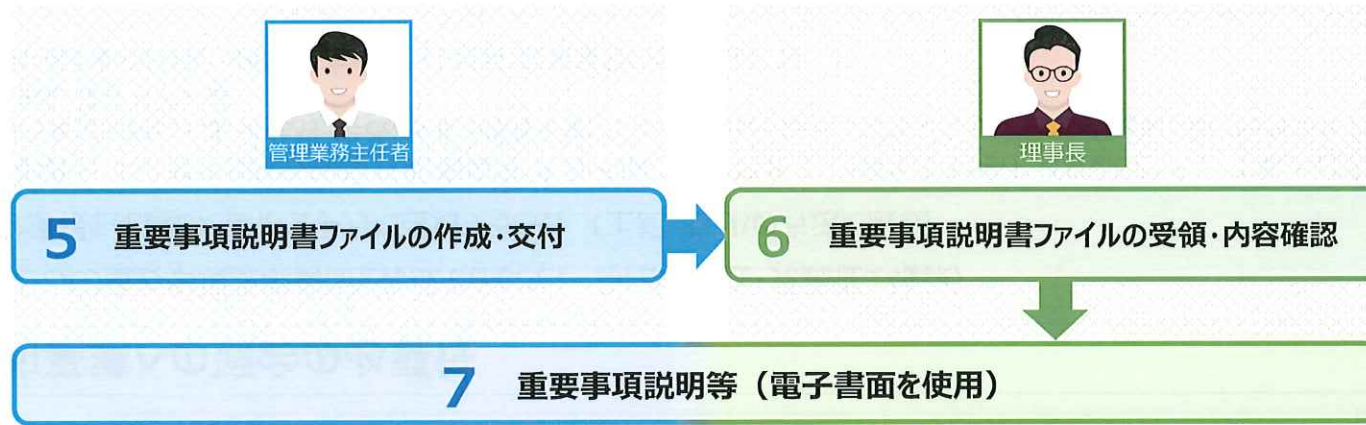 管理業務主任者
理事長
5 重要事項説明書ファイルの作成・交付
6 重要事項説明書ファイルの受領・内容確認
7 重要事項説明等（電子書面を使用）